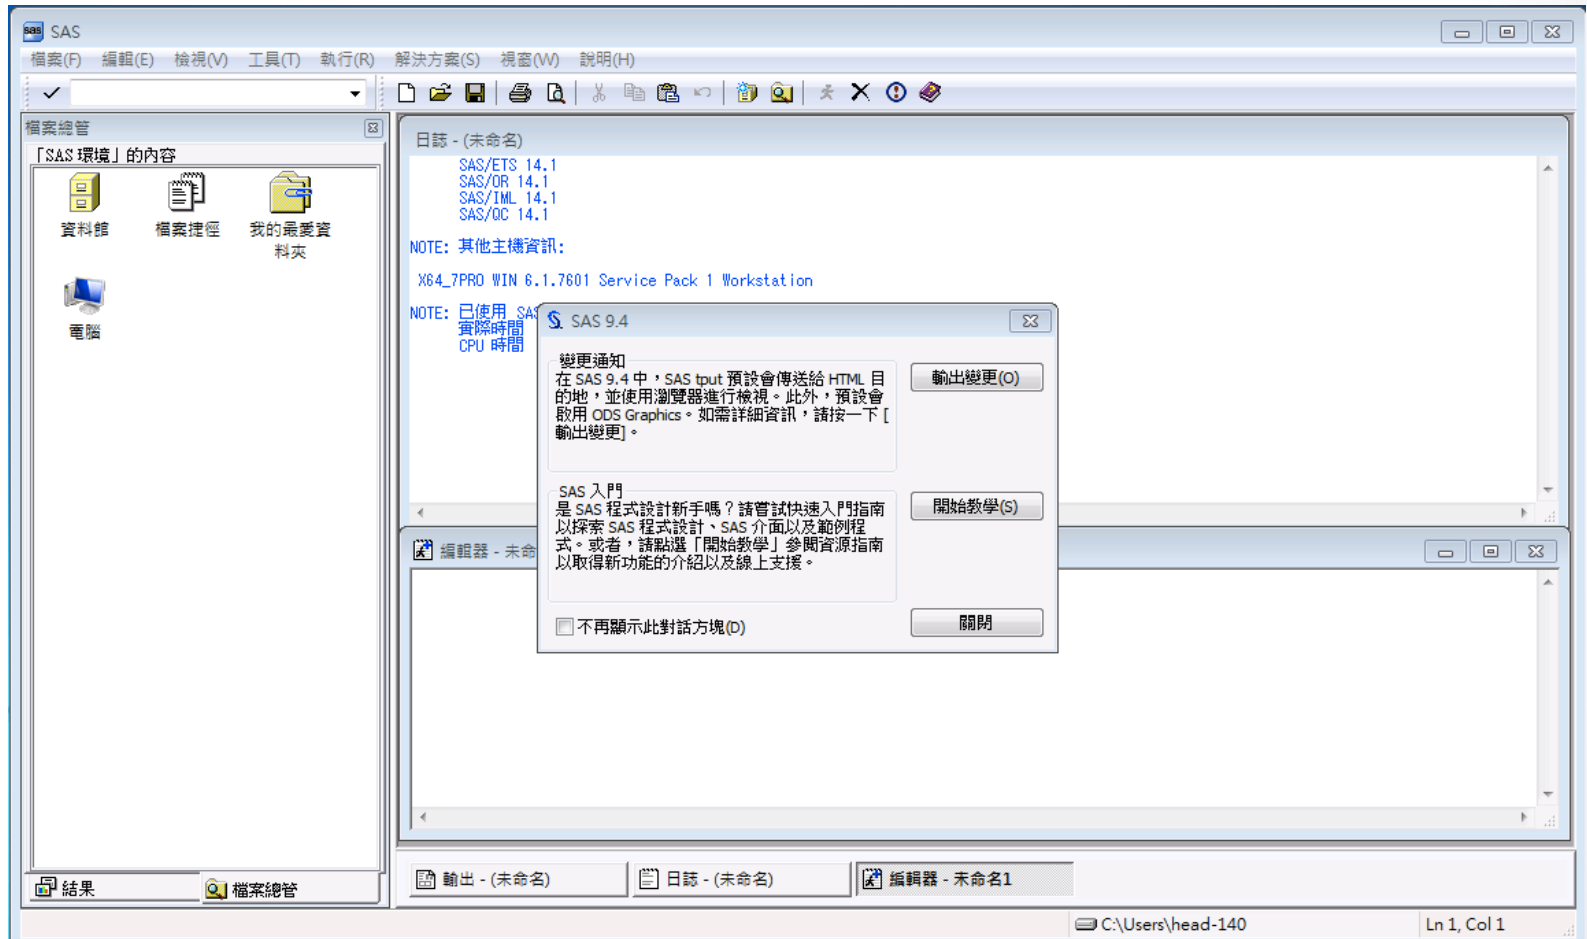 SAS
檔案(F) 編輯(E) 檢視(V) 工具(T) 執行(R) 解決方案(S) 視窗(W) 說明(H)
檔案總管
「SAS 環境」的內容
資料館
檔案捷徑
我的最愛資
料夾
電腦
結果
檔案總管
日誌 - (未命名)
SAS/ETS 14.1
SAS/OR 14.1
SAS/IML 14.1
SAS/QC 14.1
NOTE: 其他主機資訊:
X64_7PRO WIN 6.1.7601 Service Pack 1 Workstation
NOTE: 已使用 SAS
實際時間
CPU 時間
SAS 9.4
變更通知
在 SAS 9.4 中，SAS tput 預設會傳送給 HTML 目
的地，並使用瀏覽器進行檢視。此外，預設會
啟用 ODS Graphics。如需詳細資訊，請按一下 [
輸出變更]。
輸出變更(O)
SAS 入門
是 SAS 程式設計新手嗎？請嘗試快速入門指南
以探索 SAS 程式設計、SAS 介面以及範例程
式。或者，請點選「開始教學」參閱資源指南
以取得新功能的介紹以及線上支援。
開始教學(S)
不再顯示此對話方塊(D)
關閉
編輯器 - 未命
輸出 - (未命名)
日誌 - (未命名)
編輯器 - 未命名1
C:\Users\head-140
Ln 1, Col 1